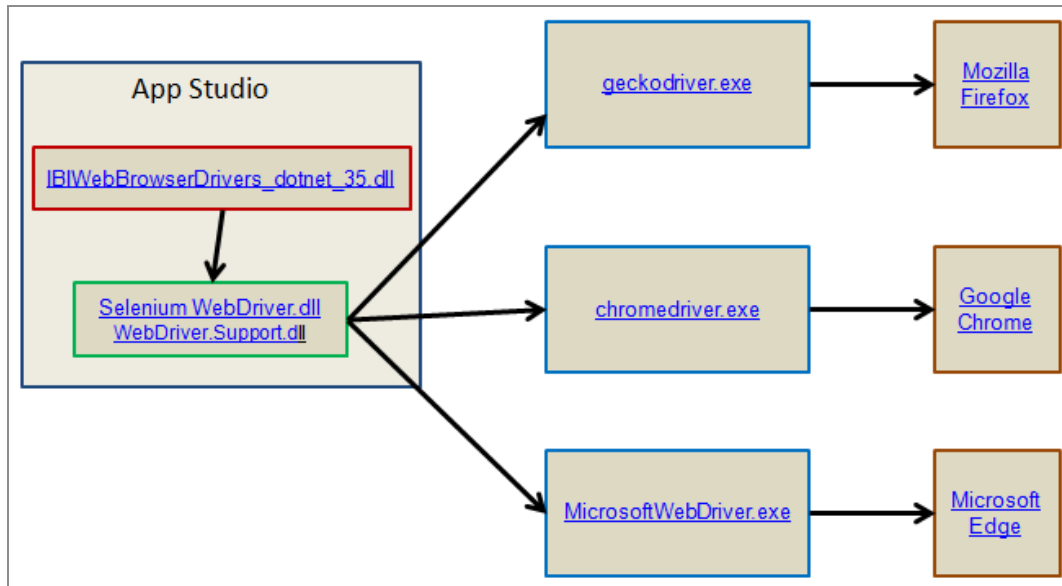 App Studio
IBIWebBrowserDrivers_dotnet_35.dll
Selenium WebDriver.dll
WebDriver.Support.dll
geckodriver.exe
Mozilla
Firefox
chromedriver.exe
Google
Chrome
MicrosoftWebDriver.exe
Microsoft
Edge